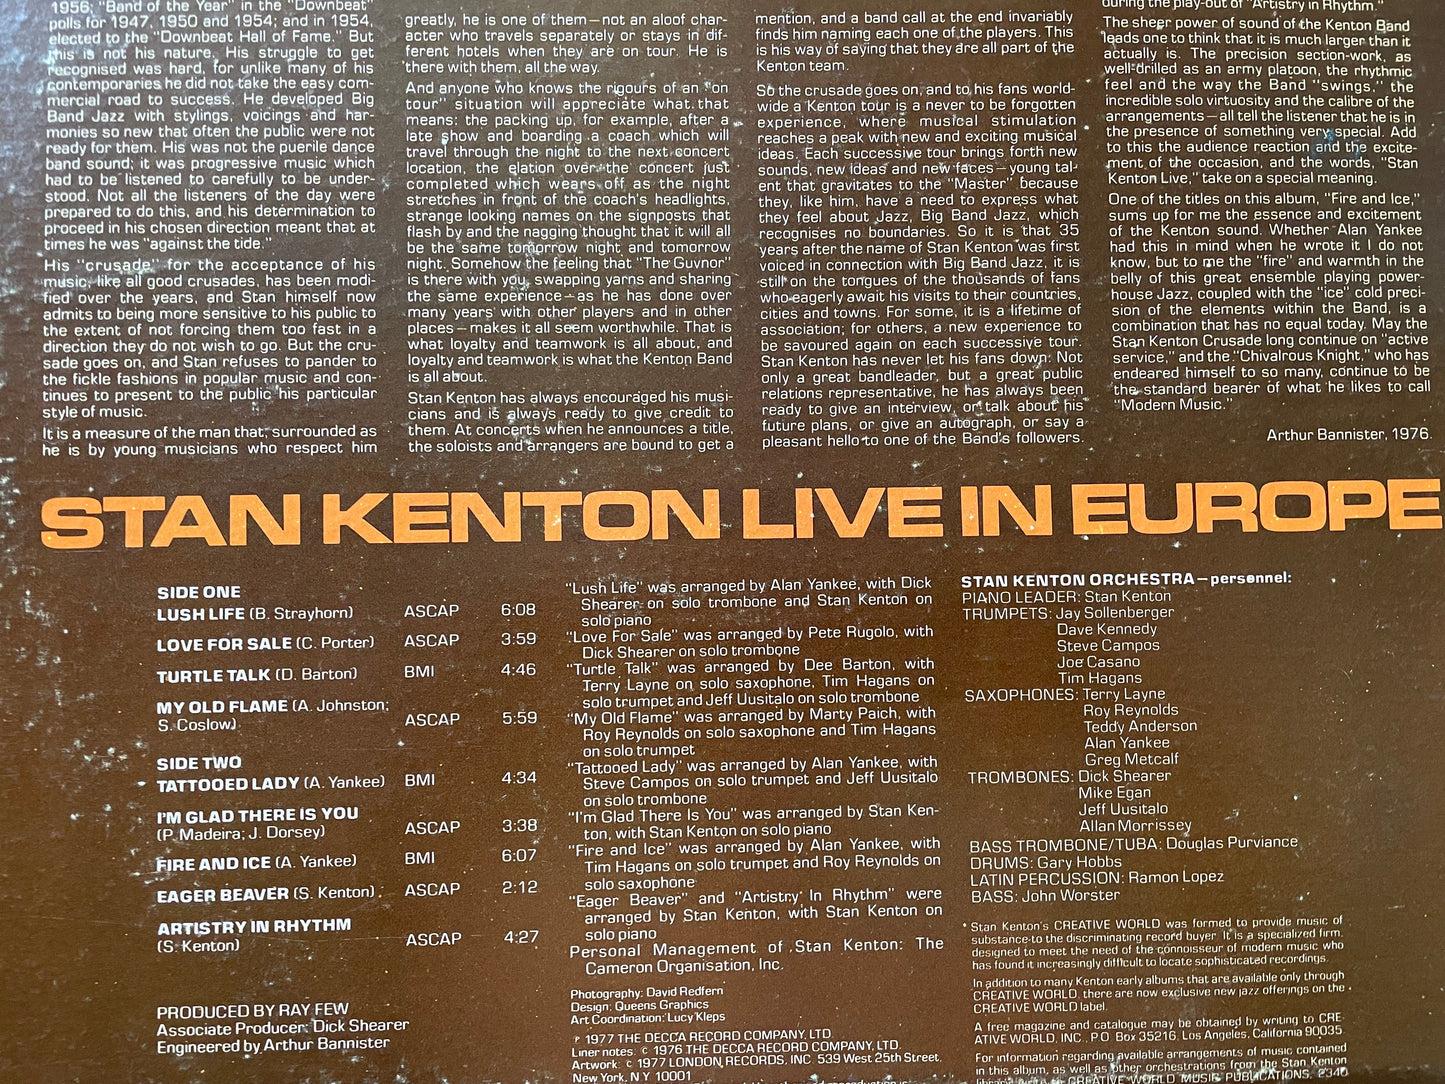 1956; "Band of the Year" in the "Downbeat"
polls for 1947, 1950 and 1954; and in 1954,
elected to the "Downbeat Hall of Fame." But
this is not his nature. His struggle to get
recognised was hard, for unlike many of his
contemporaries he did not take the easy com-
mercial road to success. He developed Big
Band Jazz with stylings, voicings and har-
monies so new that often the public were not
ready for them. His was not the puerile dance
band sound; it was progressive music which
had to be listened to carefully to be under-
stood. Not all the listeners of the day were
prepared to do this, and his determination to
proceed in his chosen direction meant that at
times he was "against the tide."
His "crusade" for the acceptance of his
music, like all good crusades, has been modi-
fied over the years, and Stan himself now
admits to being more sensitive to his public to
the extent of not forcing them too fast in a
direction they do not wish to go. But the cru-
sade goes on, and Stan refuses to pander to
the fickle fashions in popular music and con-
tinues to present to the public his particular
style of music.
It is a measure of the man that, surrounded as
he is by young musicians who respect him
greatly, he is one of them—not an aloof char-
acter who travels separately or stays in dif-
ferent hotels when they are on tour. He is
there with them, all the way.
And anyone who knows the rigours of an "on
tour" situation will appreciate what that
means: the packing up, for example, after a
late show and boarding a coach which will
travel through the night to the next concert
location, the elation over the concert just
completed which wears off as the night
stretches in front of the coach's headlights,
strange looking names on the signposts that
flash by and the nagging thought that it will all
be the same tomorrow night and tomorrow
night. Somehow the feeling that "The Guvnor"
is there with you, swapping yarns and sharing
the same experience—as he has done over
many years with other players and in other
places—makes it all seem worthwhile. That is
what loyalty and teamwork is all about, and
loyalty and teamwork is what the Kenton Band
is all about.
Stan Kenton has always encouraged his musi-
cians and is always ready to give credit to
them. At concerts when he announces a title,
the soloists and arrangers are bound to get a
mention, and a band call at the end invariably
finds him naming each one of the players. This
is his way of saying that they are all part of the
Kenton team.
So the crusade goes on, and to his fans world-
wide a Kenton tour is a never to be forgotten
experience, where musical stimulation
reaches a peak with new and exciting musical
ideas. Each successive tour brings forth new
sounds, new ideas and new faces—young tal-
ent that gravitates to the "Master" because
they, like him, have a need to express what
they feel about Jazz, Big Band Jazz, which
recognises no boundaries. So it is that 35
years after the name of Stan Kenton was first
voiced in connection with Big Band Jazz, it is
still on the tongues of the thousands of fans
who eagerly await his visits to their countries,
cities and towns. For some, it is a lifetime of
association; for others, a new experience to
be savoured again on each successive tour.
Stan Kenton has never let his fans down. Not
only a great bandleader, but a great public
relations representative, he has always been
ready to give an interview, or talk about his
future plans, or give an autograph, or say a
pleasant hello to one of the Band's followers.
during the play-out of "Artistry in Rhythm."
The sheer power of sound of the Kenton Band
leads one to think that it is much larger than it
actually is. The precision section-work, as
well-drilled as an army platoon, the rhythmic
feel and the way the Band "swings," the
incredible solo virtuosity and the calibre of the
arrangements—all tell the listener that he is in
the presence of something very special. Add
to this the audience reaction and the excite-
ment of the occasion, and the words, "Stan
Kenton Live," take on a special meaning.
One of the titles on this album, "Fire and Ice,"
sums up for me the essence and excitement
of the Kenton sound. Whether Alan Yankee
had this in mind when he wrote it I do not
know, but to me the "fire" and warmth in the
belly of this great ensemble playing power-
house Jazz, coupled with the "ice" cold preci-
sion of the elements within the Band, is a
combination that has no equal today. May the
Stan Kenton Crusade long continue on "active
service," and the "Chivalrous Knight," who has
endeared himself to so many, continue to be
the standard bearer of what he likes to call
"Modern Music."
Arthur Bannister, 1976.
STAN KENTON LIVE IN EUROPE
SIDE ONE
LUSH LIFE (B. Strayhorn) ASCAP 6:08
LOVE FOR SALE (C. Porter) ASCAP 3:59
TURTLE TALK (D. Barton) BMI 4:46
MY OLD FLAME (A. Johnston;
S. Coslow) ASCAP 5:59
SIDE TWO
TATTOOED LADY (A. Yankee) BMI 4:34
I'M GLAD THERE IS YOU
(P. Madeira; J. Dorsey) ASCAP 3:38
FIRE AND ICE (A. Yankee) BMI 6:07
EAGER BEAVER (S. Kenton) ASCAP 2:12
ARTISTRY IN RHYTHM
(S. Kenton) ASCAP 4:27
PRODUCED BY RAY FEW
Associate Producer: Dick Shearer
Engineered by Arthur Bannister
"Lush Life" was arranged by Alan Yankee, with Dick
Shearer on solo trombone and Stan Kenton on
solo piano
"Love For Sale" was arranged by Pete Rugolo, with
Dick Shearer on solo trombone
"Turtle Talk" was arranged by Dee Barton, with
Terry Layne on solo saxophone, Tim Hagans on
solo trumpet and Jeff Uusitalo on solo trombone
"My Old Flame" was arranged by Marty Paich, with
Roy Reynolds on solo saxophone and Tim Hagans
on solo trumpet
"Tattooed Lady" was arranged by Alan Yankee, with
Steve Campos on solo trumpet and Jeff Uusitalo
on solo trombone
"I'm Glad There Is You" was arranged by Stan Ken-
ton, with Stan Kenton on solo piano
"Fire and Ice" was arranged by Alan Yankee, with
Tim Hagans on solo trumpet and Roy Reynolds on
solo saxophone
"Eager Beaver" and "Artistry In Rhythm" were
arranged by Stan Kenton, with Stan Kenton on
solo piano
Personal Management of Stan Kenton: The
Cameron Organisation, Inc.
Photography: David Redfern
Design: Queens Graphics
Art Coordination: Lucy Kleps
℗ 1977 THE DECCA RECORD COMPANY, LTD.
Liner notes: © 1976 THE DECCA RECORD COMPANY, LTD.
Artwork: © 1977 LONDON RECORDS, INC. 539 West 25th Street,
New York, N.Y. 10001
STAN KENTON ORCHESTRA—personnel:
PIANO LEADER: Stan Kenton
TRUMPETS: Jay Sollenberger
Dave Kennedy
Steve Campos
Joe Casano
Tim Hagans
SAXOPHONES: Terry Layne
Roy Reynolds
Teddy Anderson
Alan Yankee
Greg Metcalf
TROMBONES: Dick Shearer
Mike Egan
Jeff Uusitalo
Allan Morrissey
BASS TROMBONE/TUBA: Douglas Purviance
DRUMS: Gary Hobbs
LATIN PERCUSSION: Ramon Lopez
BASS: John Worster
* Stan Kenton's CREATIVE WORLD was formed to provide music of
substance to the discriminating record buyer. It is a specialized firm,
designed to meet the need of the connoisseur of modern music who
has found it increasingly difficult to locate sophisticated recordings.
In addition to many Kenton early albums that are available only through
CREATIVE WORLD, there are now exclusive new jazz offerings on the
CREATIVE WORLD label.
A free magazine and catalogue may be obtained by writing to CRE-
ATIVE WORLD, INC., P.O. Box 35216, Los Angeles, California 90035.
For information regarding available arrangements of music contained
in this album, as well as other orchestrations from the Stan Kenton
library write to CREATIVE WORLD MUSIC PUBLICATIONS, 2340